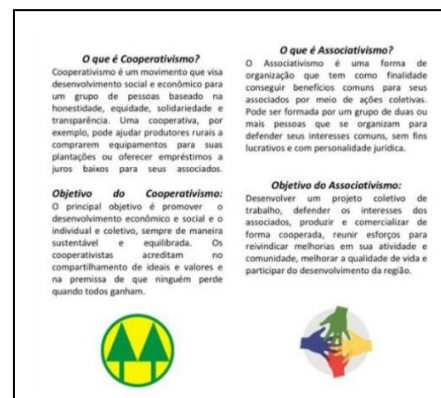 O que é Cooperativismo?
Cooperativismo é um movimento que visa
desenvolvimento social e econômico para
um grupo de pessoas baseado na
honestidade, equidade, solidariedade e
transparência. Uma cooperativa, por
exemplo, pode ajudar produtores rurais a
comprarem equipamentos para suas
plantações ou oferecer empréstimos a
juros baixos para seus associados.
Objetivo do Cooperativismo:
O principal objetivo é promover o
desenvolvimento econômico e social e o
individual e coletivo, sempre de maneira
sustentável e equilibrada. Os
cooperativistas acreditam no
compartilhamento de ideais e valores e
na premissa de que ninguém perde
quando todos ganham.
O que é Associativismo?
O Associativismo é uma forma de
organização que tem como finalidade
conseguir benefícios comuns para seus
associados por meio de ações coletivas.
Pode ser formada por um grupo de duas ou
mais pessoas que se organizam para
defender seus interesses comuns, sem fins
lucrativos e com personalidade jurídica.
Objetivo do Associativismo:
Desenvolver um projeto coletivo de
trabalho, defender os interesses dos
associados, produzir e comercializar de
forma cooperada, reunir esforços para
reivindicar melhorias em sua atividade e
comunidade, melhorar a qualidade de vida e
participar do desenvolvimento da região.